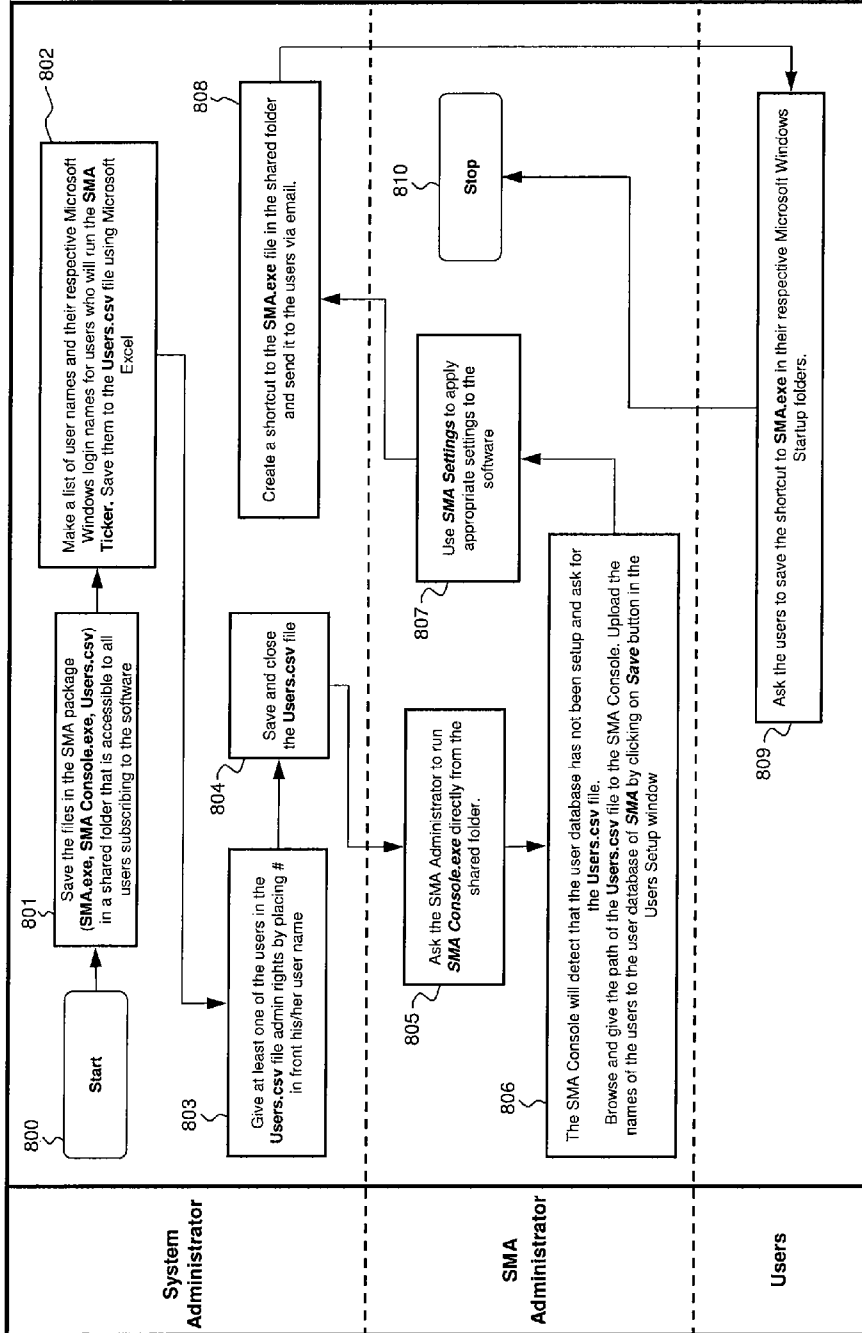 System
Administrator
800
Start
801
Save the files in the SMA package
(SMA.exe, SMA Console.exe, Users.csv)
in a shared folder that is accessible to all
users subscribing to the software
802
Make a list of user names and their respective Microsoft
Windows login names for users who will run the SMA
Ticker. Save them to the Users.csv file using Microsoft
Excel
803
Give at least one of the users in the
Users.csv file admin rights by placing #
in front his/her user name
804
Save and close
the Users.csv file
808
Create a shortcut to the SMA.exe file in the shared folder
and send it to the users via email.
SMA
Administrator
805
Ask the SMA Administrator to run
SMA Console.exe directly from the
shared folder.
806
The SMA Console will detect that the user database has not been setup and ask for
the Users.csv file.
Browse and give the path of the Users.csv file to the SMA Console. Upload the
names of the users to the user database of SMA by clicking on Save button in the
Users Setup window
807
Use SMA Settings to apply
appropriate settings to the
software
810
Stop
Users
809
Ask the users to save the shortcut to SMA.exe in their respective Microsoft Windows
Startup folders.